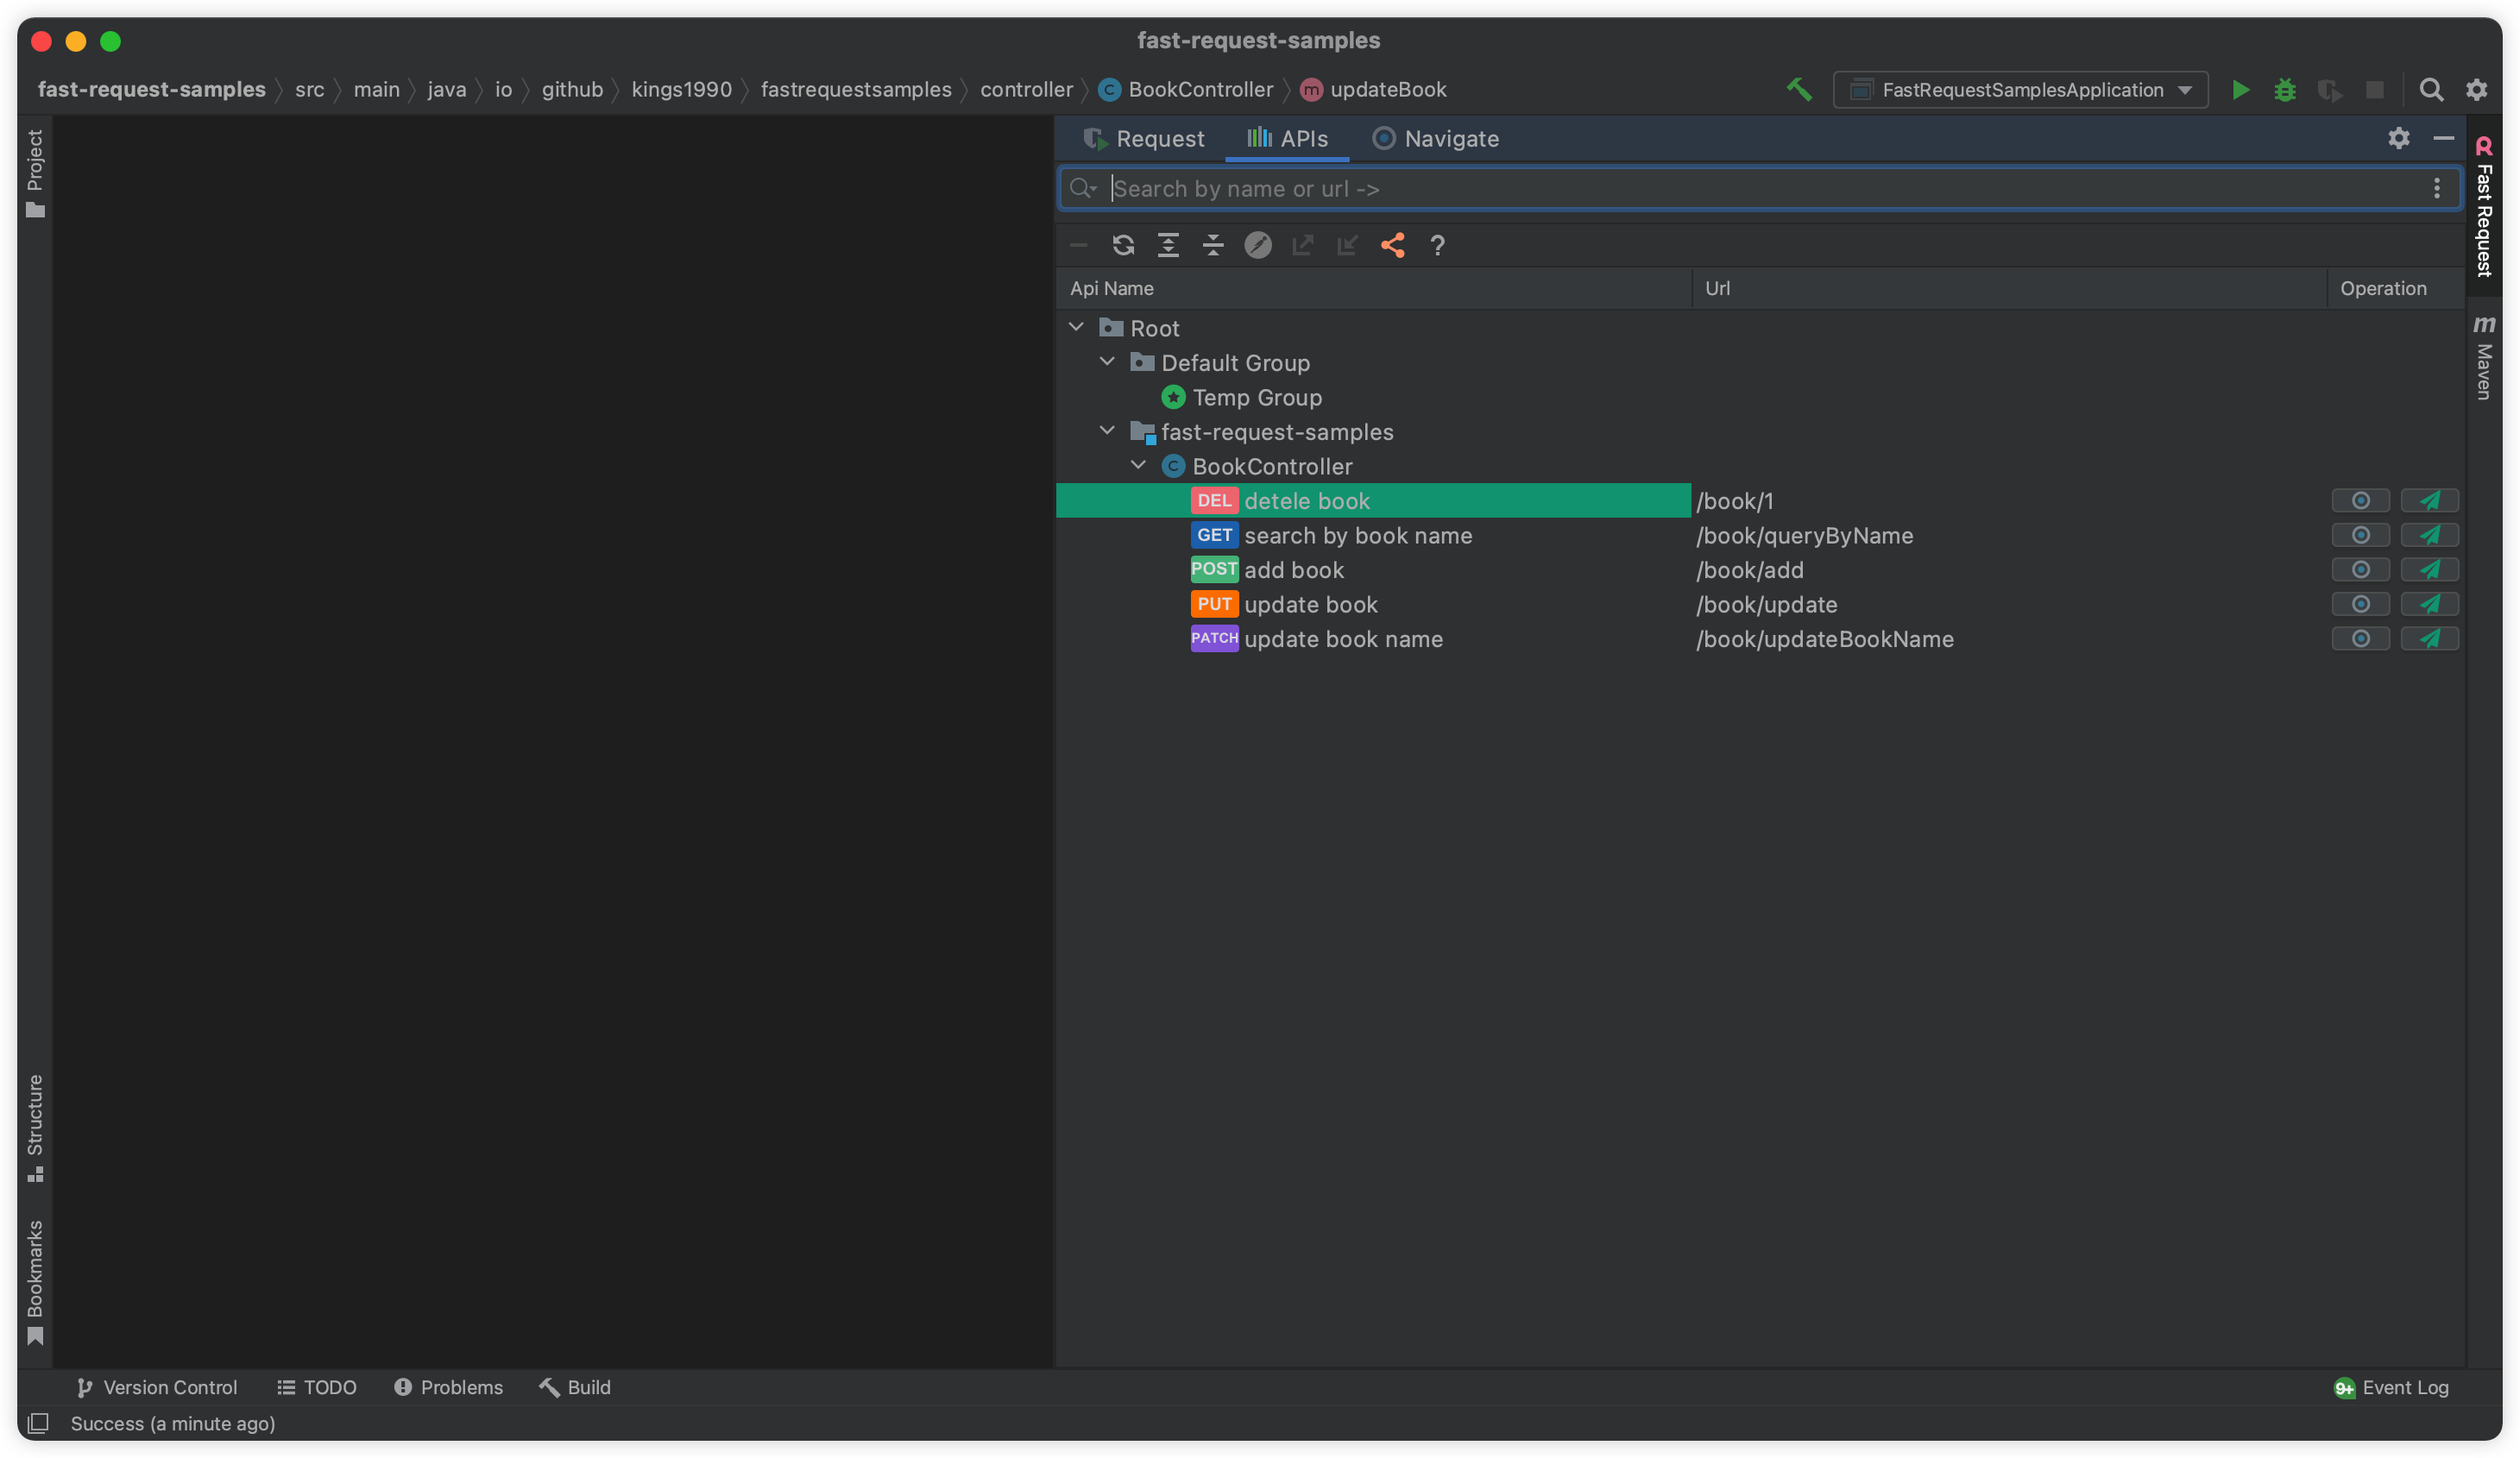 fast-request-samples
fast-request-samples src main java io github kings1990 fastrequestsamples controller C BookController m updateBook FastRequestSamplesApplication
Project
Request APIs Navigate
Search by name or url ->
Fast Request
Api Name Url Operation
Root
Default Group
Temp Group
fast-request-samples
C BookController
DEL detele book /book/1
GET search by book name /book/queryByName
POST add book /book/add
PUT update book /book/update
PATCH update book name /book/updateBookName
m Maven
Structure
Bookmarks
Version Control TODO Problems Build 9+ Event Log
Success (a minute ago)